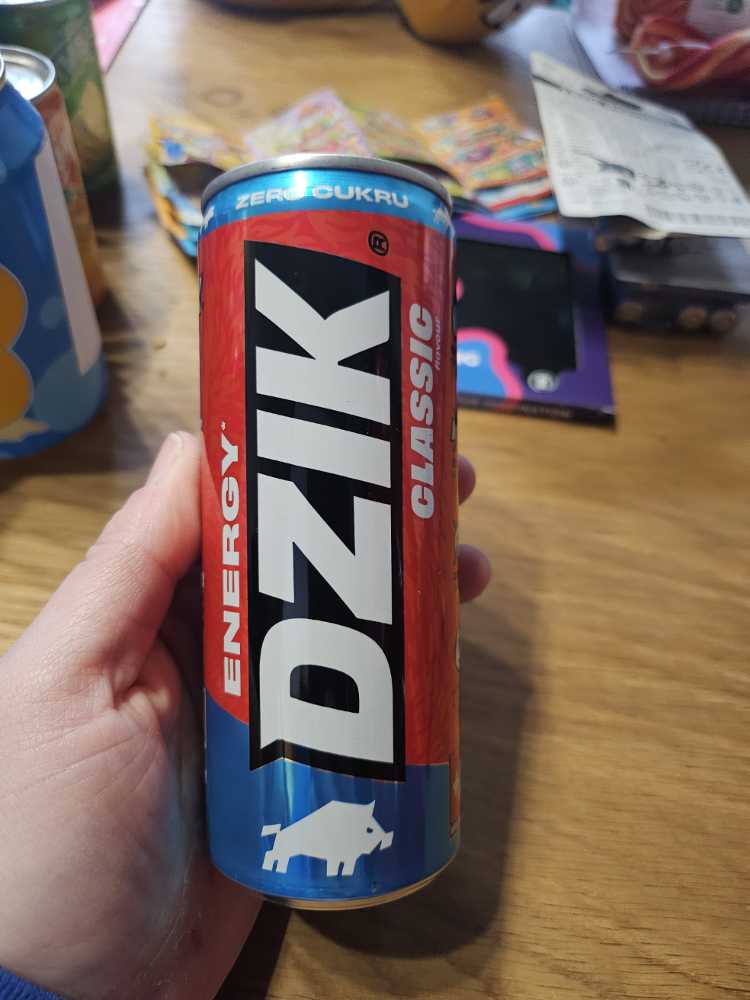 ZERO CUKRU
DZIK®
ENERGY*
CLASSIC
flavour